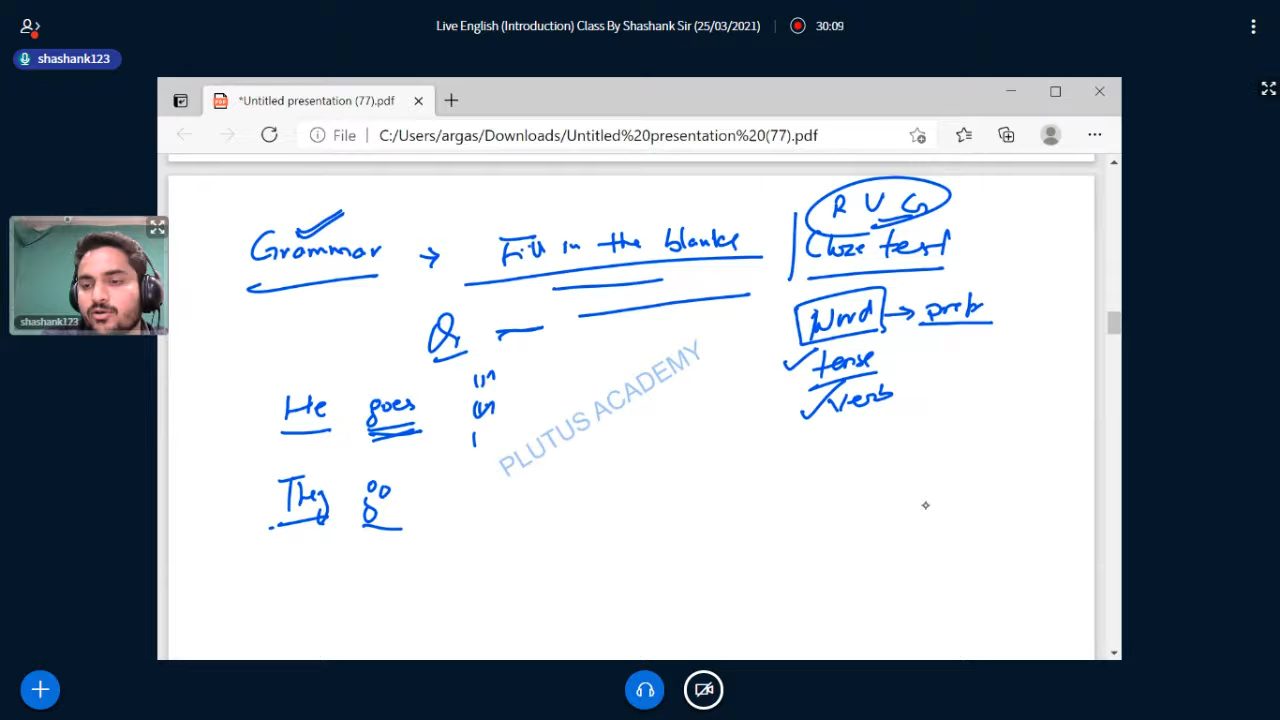 Live English (Introduction) Class By Shashank Sir (25/03/2021)
30:09
shashank123
*Untitled presentation (77).pdf
File
C:/Users/argas/Downloads/Untitled%20presentation%20(77).pdf
R V G
Grammar → Fill in the blanks
Cloze test
Q
Word → prep
tense
verb
He goes
They go
PLUTUS ACADEMY
shashank123